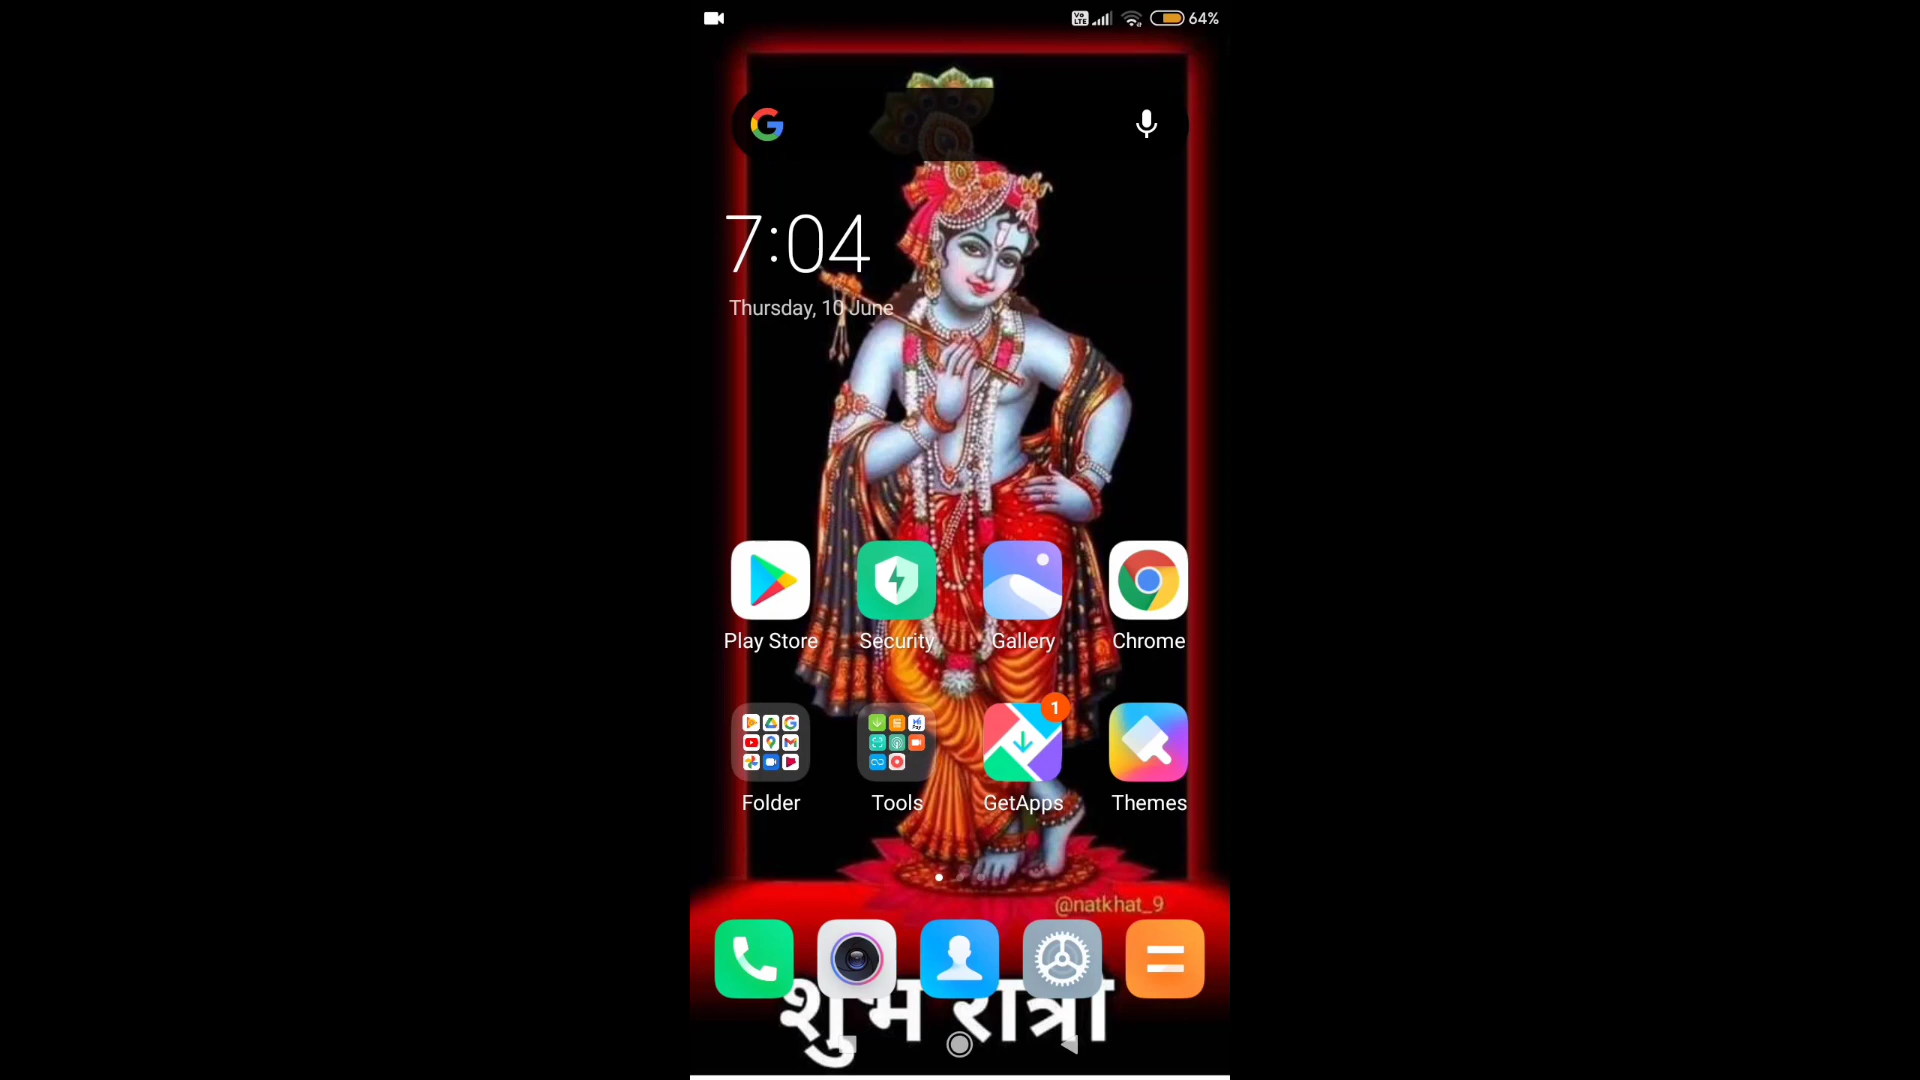 64%
7:04
Thursday, 10 June
Play Store Security Gallery Chrome
1
Folder Tools GetApps Themes
@natkhat_9
शुभ रात्री